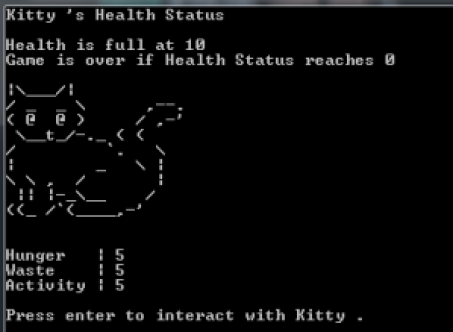 Kitty 's Health Status
Health is full at 10
Game is over if Health Status reaches 0
Hunger | 5
Waste | 5
Activity | 5
Press enter to interact with Kitty .